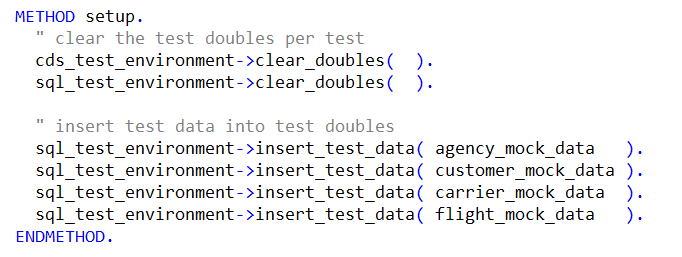 METHOD setup.
" clear the test doubles per test
cds_test_environment->clear_doubles(  ).
sql_test_environment->clear_doubles(  ).
" insert test data into test doubles
sql_test_environment->insert_test_data( agency_mock_data   ).
sql_test_environment->insert_test_data( customer_mock_data ).
sql_test_environment->insert_test_data( carrier_mock_data  ).
sql_test_environment->insert_test_data( flight_mock_data   ).
ENDMETHOD.